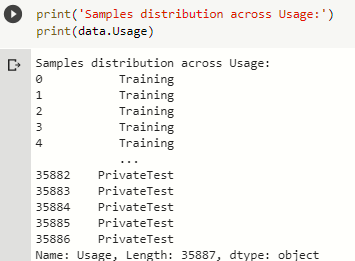 print('Samples distribution across Usage:')
print(data.Usage)
Samples distribution across Usage:
0           Training
1           Training
2           Training
3           Training
4           Training
            ...
35882    PrivateTest
35883    PrivateTest
35884    PrivateTest
35885    PrivateTest
35886    PrivateTest
Name: Usage, Length: 35887, dtype: object